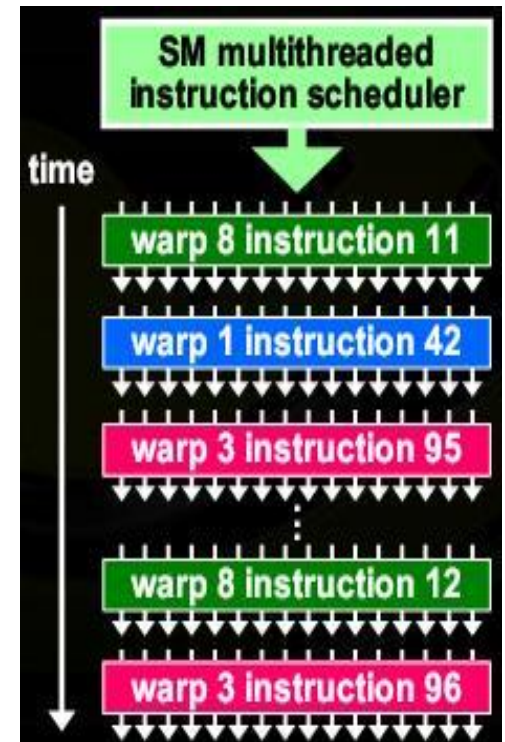 SM multithreaded
instruction scheduler
time
warp 8 instruction 11
warp 1 instruction 42
warp 3 instruction 95
⋮
warp 8 instruction 12
warp 3 instruction 96